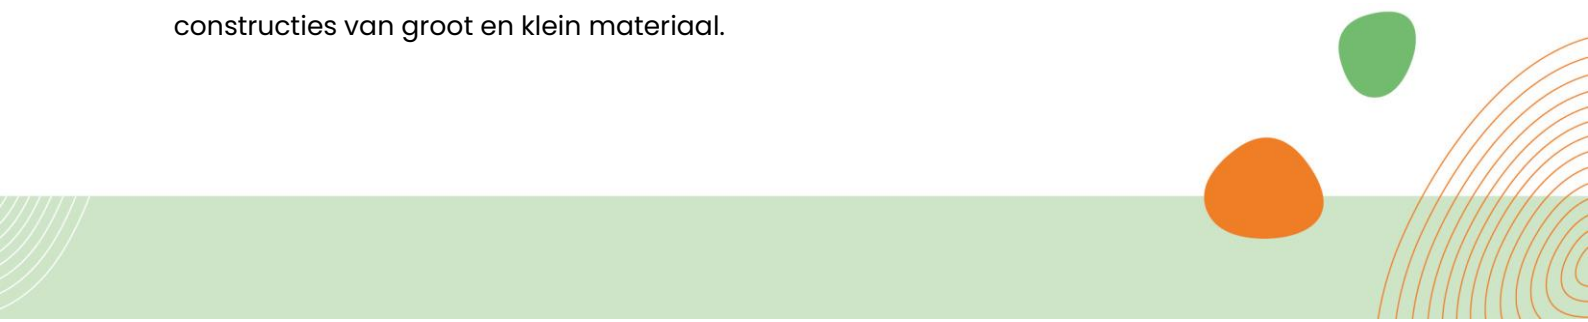 constructies van groot en klein materiaal.